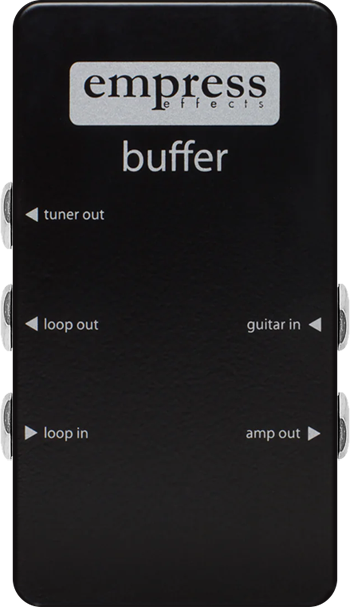 empress
effects
buffer
tuner out
loop out
guitar in
loop in
amp out